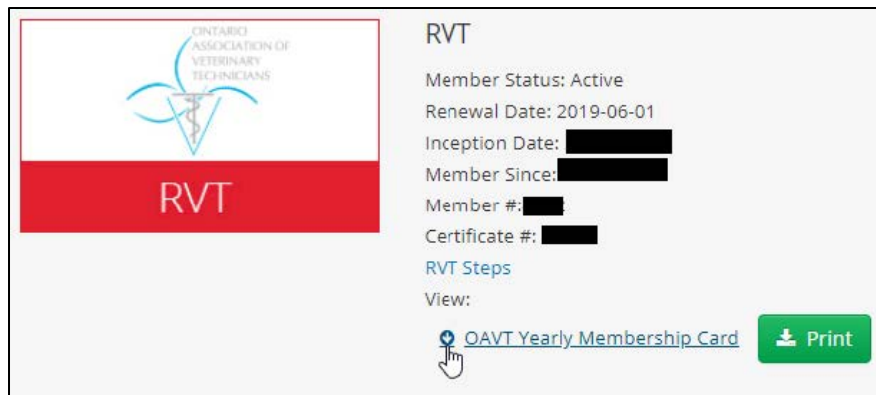 ONTARIO
ASSOCIATION OF
VETERINARY
TECHNICIANS
RVT
RVT
Member Status: Active
Renewal Date: 2019-06-01
Inception Date:
Member Since:
Member #:
Certificate #:
RVT Steps
View:
OAVT Yearly Membership Card
Print